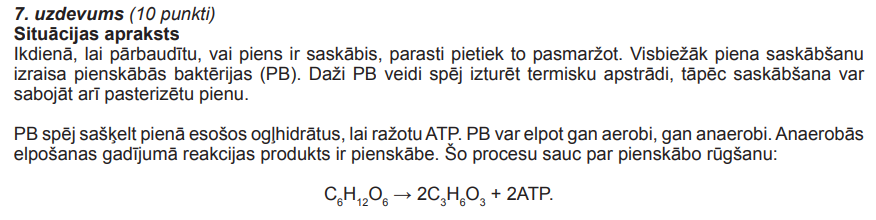 7. uzdevums (10 punkti)
Situācijas apraksts
Ikdienā, lai pārbaudītu, vai piens ir saskābis, parasti pietiek to pasmaržot. Visbiežāk piena saskābšanu
izraisa pienskābās baktērijas (PB). Daži PB veidi spēj izturēt termisku apstrādi, tāpēc saskābšana var
sabojāt arī pasterizētu pienu.
PB spēj sašķelt pienā esošos ogļhidrātus, lai ražotu ATP. PB var elpot gan aerobi, gan anaerobi. Anaerobās
elpošanas gadījumā reakcijas produkts ir pienskābe. Šo procesu sauc par pienskābo rūgšanu:
C₆H₁₂O₆ → 2C₃H₆O₃ + 2ATP.